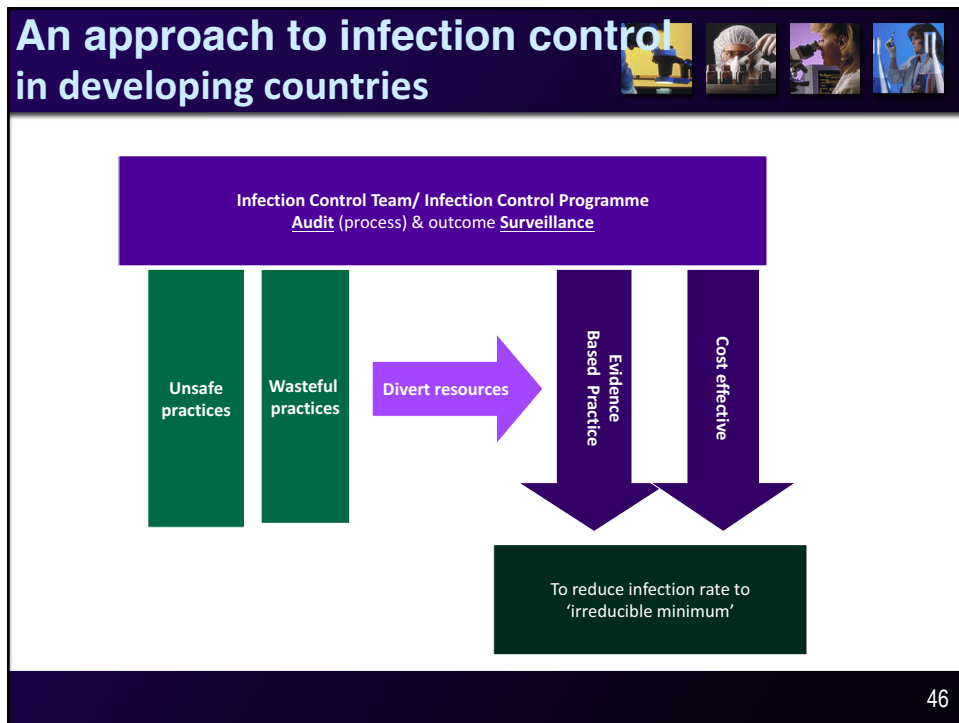 An approach to infection control
in developing countries
Infection Control Team/ Infection Control Programme
Audit (process) & outcome Surveillance
Unsafe
practices
Wasteful
practices
Divert resources
Evidence
Based Practice
Cost effective
To reduce infection rate to
‘irreducible minimum’
46